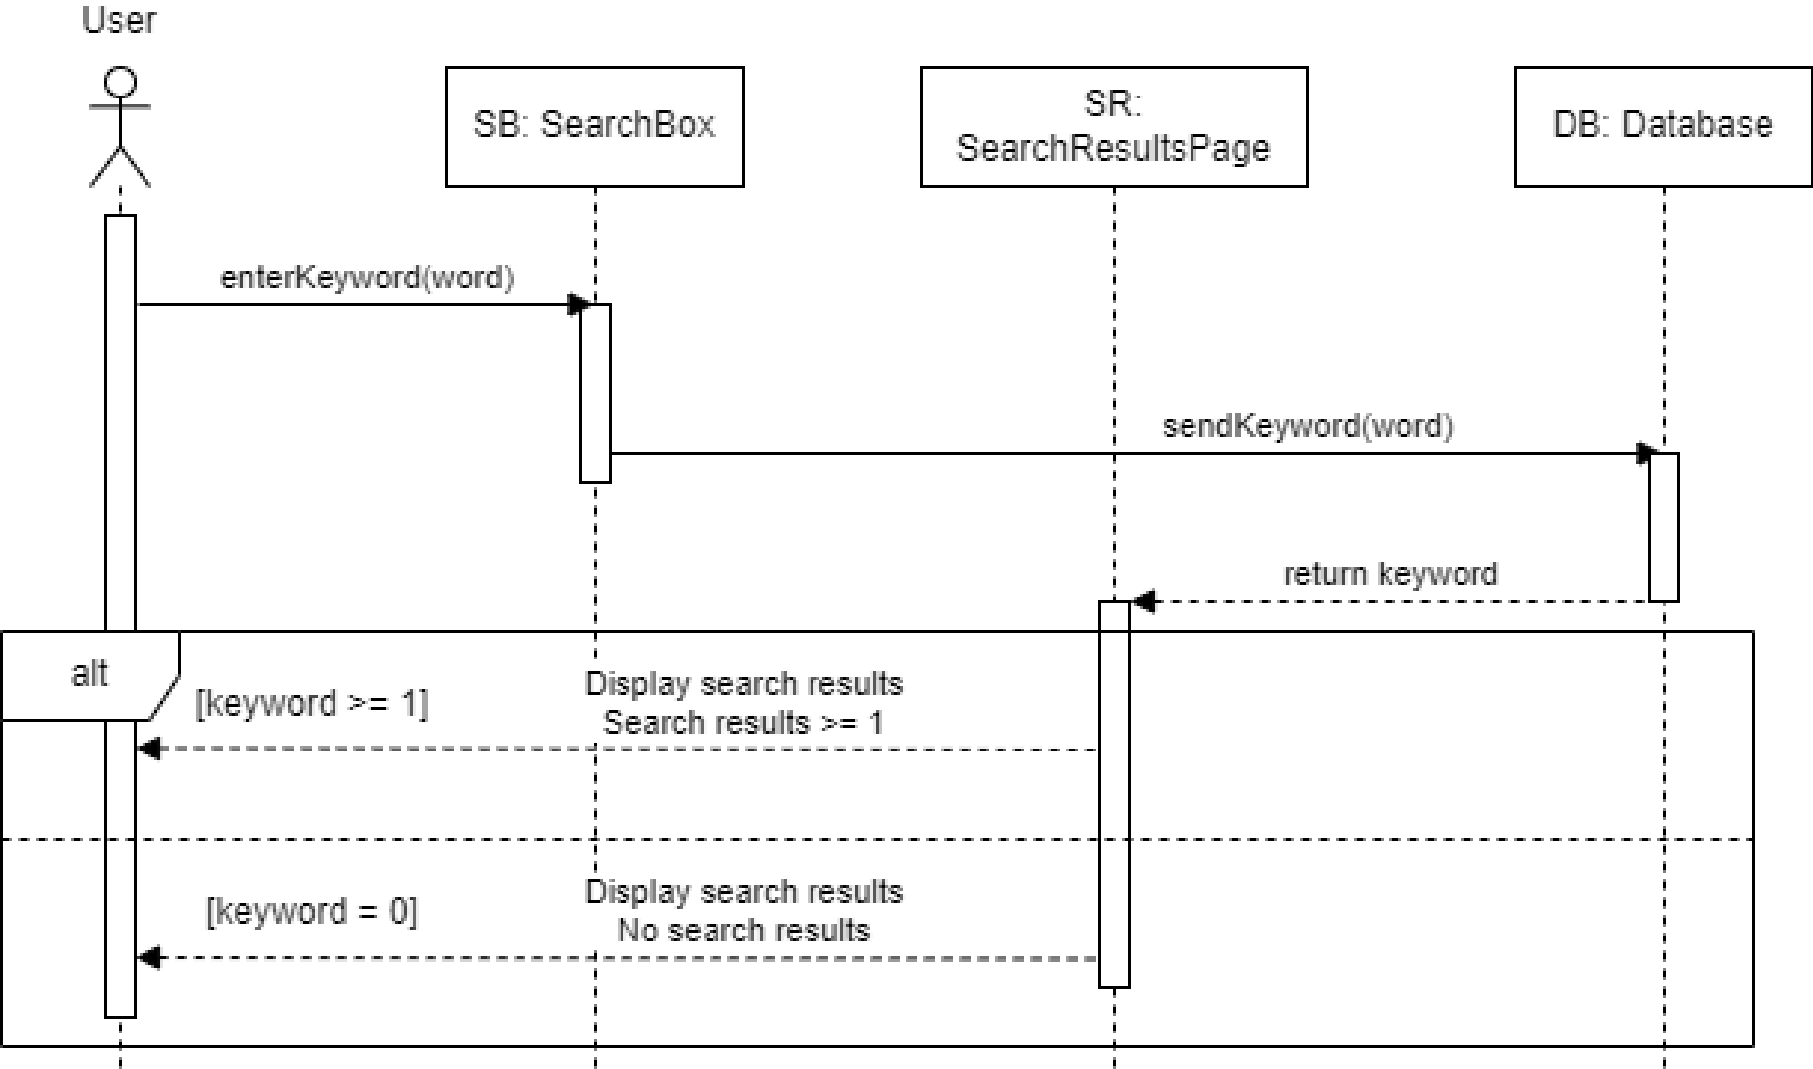 User
SB: SearchBox
SR:
SearchResultsPage
DB: Database
enterKeyword(word)
sendKeyword(word)
return keyword
alt
[keyword >= 1]
Display search results
Search results >= 1
[keyword = 0]
Display search results
No search results